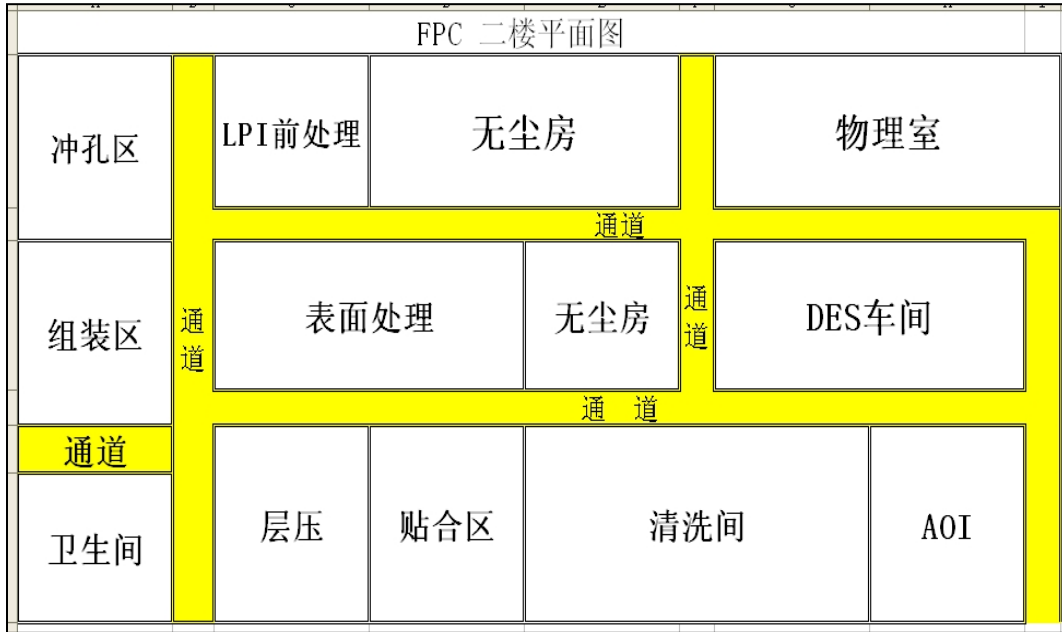 FPC 二楼平面图
冲孔区
LPI前处理
无尘房
物理室
通道
组装区
通道
表面处理
无尘房
通道
DES车间
通 道
通道
卫生间
层压
贴合区
清洗间
AOI